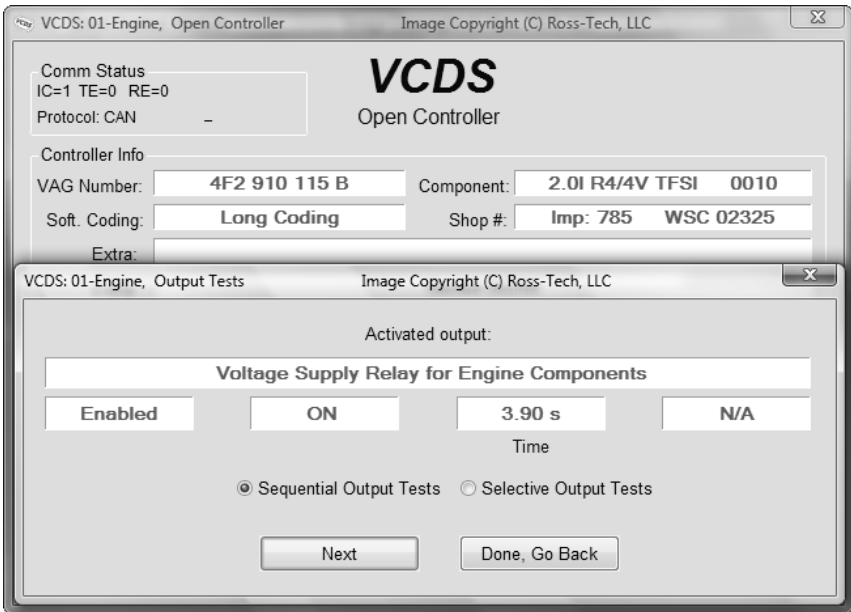 VCDS: 01-Engine, Open Controller Image Copyright (C) Ross-Tech, LLC
Comm Status
IC=1 TE=0 RE=0
Protocol: CAN –
VCDS
Open Controller
Controller Info
VAG Number: 4F2 910 115 B Component: 2.0l R4/4V TFSI 0010
Soft. Coding: Long Coding Shop #: Imp: 785 WSC 02325
Extra:
VCDS: 01-Engine, Output Tests Image Copyright (C) Ross-Tech, LLC
Activated output:
Voltage Supply Relay for Engine Components
Enabled ON 3.90 s N/A
Time
Sequential Output Tests Selective Output Tests
Next Done, Go Back